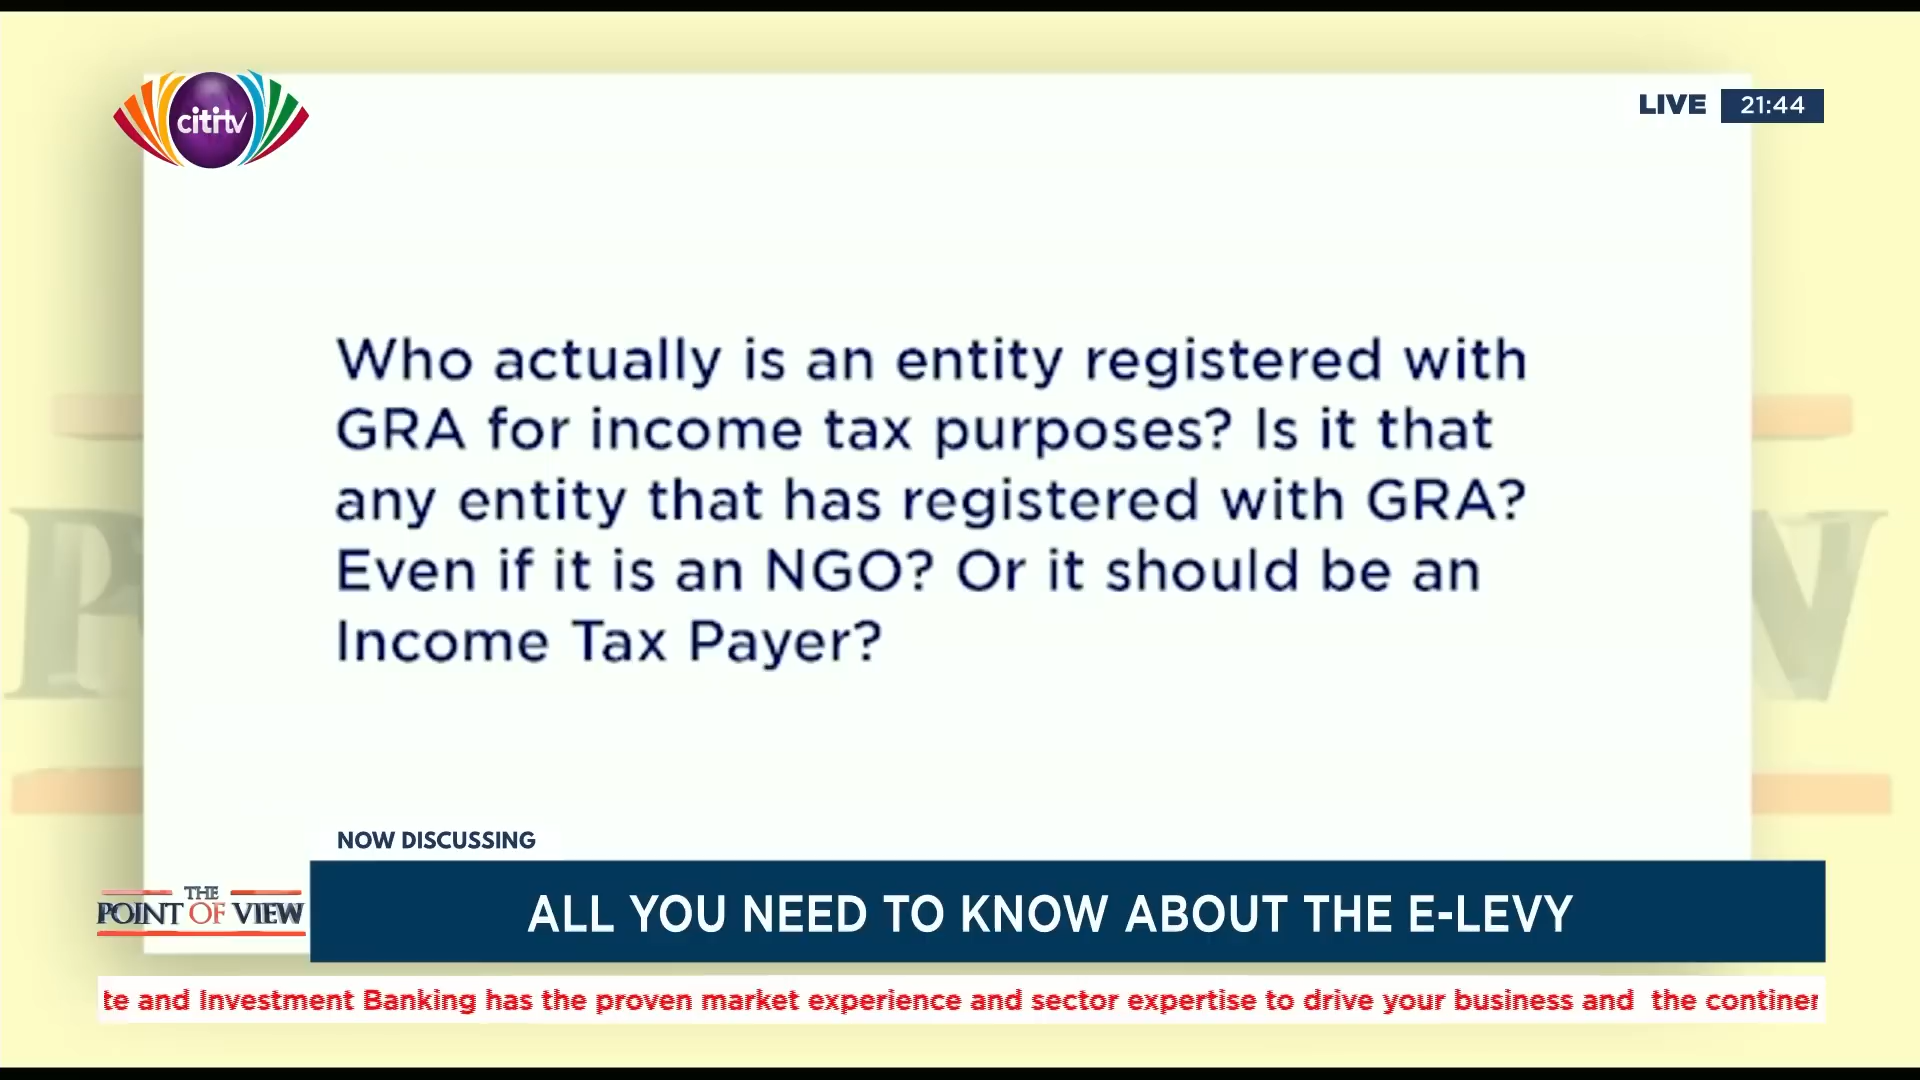 citi tv
LIVE 21:44
Who actually is an entity registered with
GRA for income tax purposes? Is it that
any entity that has registered with GRA?
Even if it is an NGO? Or it should be an
Income Tax Payer?
NOW DISCUSSING
THE
POINT OF VIEW
ALL YOU NEED TO KNOW ABOUT THE E-LEVY
te and Investment Banking has the proven market experience and sector expertise to drive your business and the continen